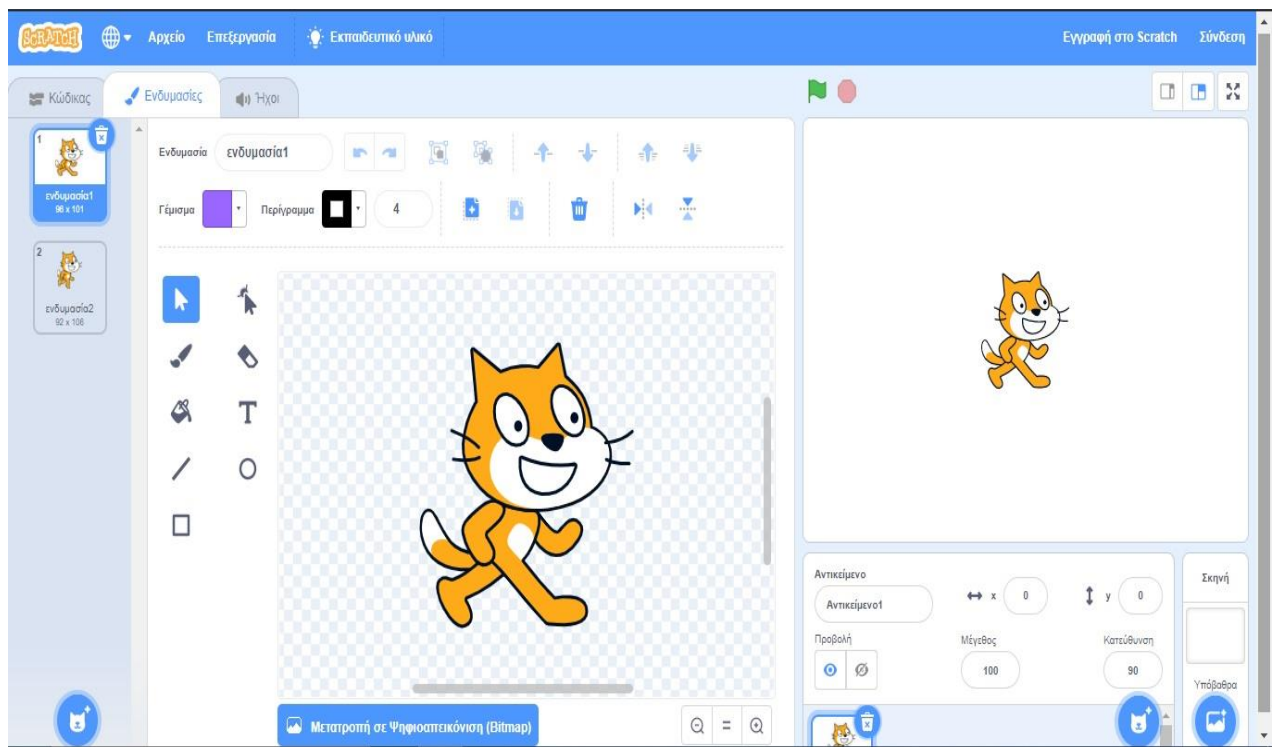 SCRATCH Αρχείο Επεξεργασία Εκπαιδευτικό υλικό Εγγραφή στο Scratch Σύνδεση
Κώδικας Ενδυμασίες Ήχοι
1
ενδυμασία1
96 x 101
2
ενδυμασία2
92 x 106
Ενδυμασία ενδυμασία1
Γέμισμα Περίγραμμα 4
T
Μετατροπή σε Ψηφιοαπεικόνιση (Bitmap)
=
Αντικείμενο
Αντικείμενο1 x 0 y 0
Προβολή Μέγεθος Κατεύθυνση
100 90
Σκηνή
Υπόβαθρα